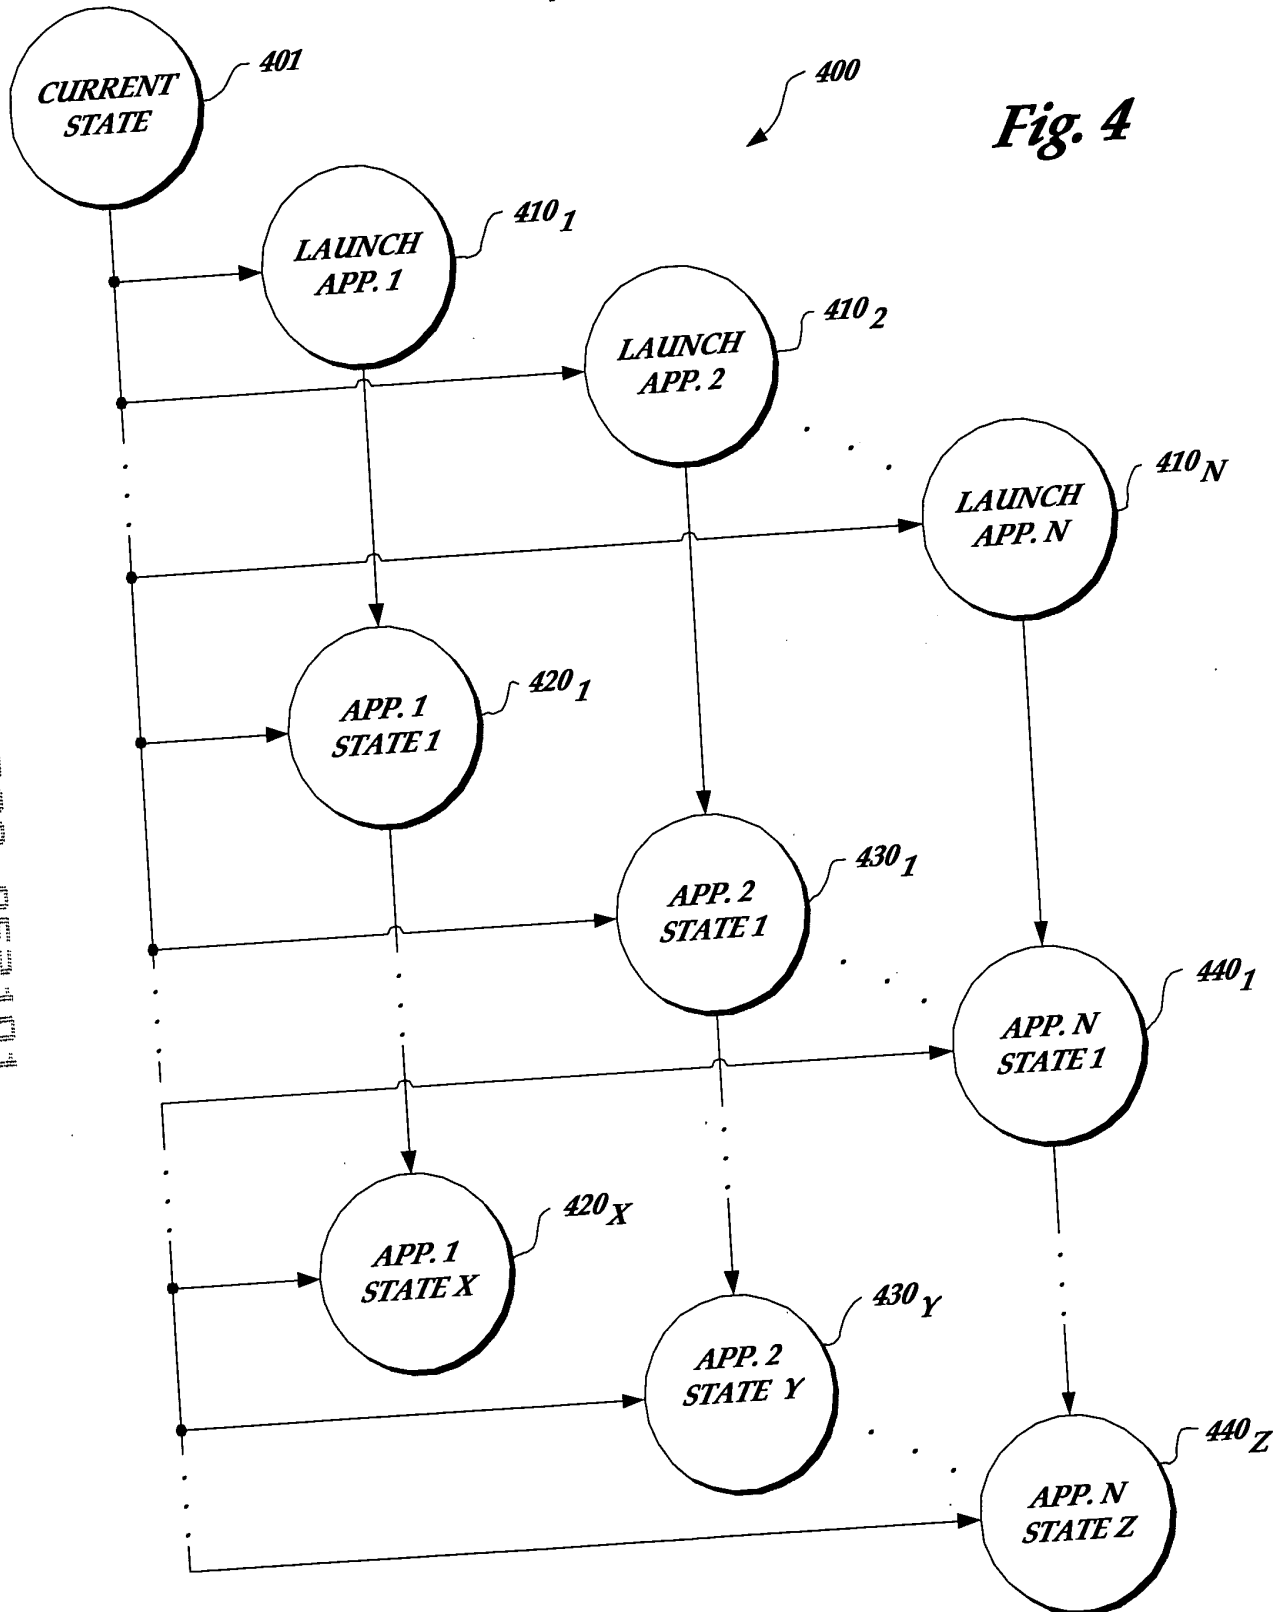 CURRENT
STATE
401
400
Fig. 4
LAUNCH
APP. 1
410 1
LAUNCH
APP. 2
410 2
LAUNCH
APP. N
410 N
APP. 1
STATE 1
420 1
APP. 2
STATE 1
430 1
APP. N
STATE 1
440 1
APP. 1
STATE X
420 X
APP. 2
STATE Y
430 Y
APP. N
STATE Z
440 Z